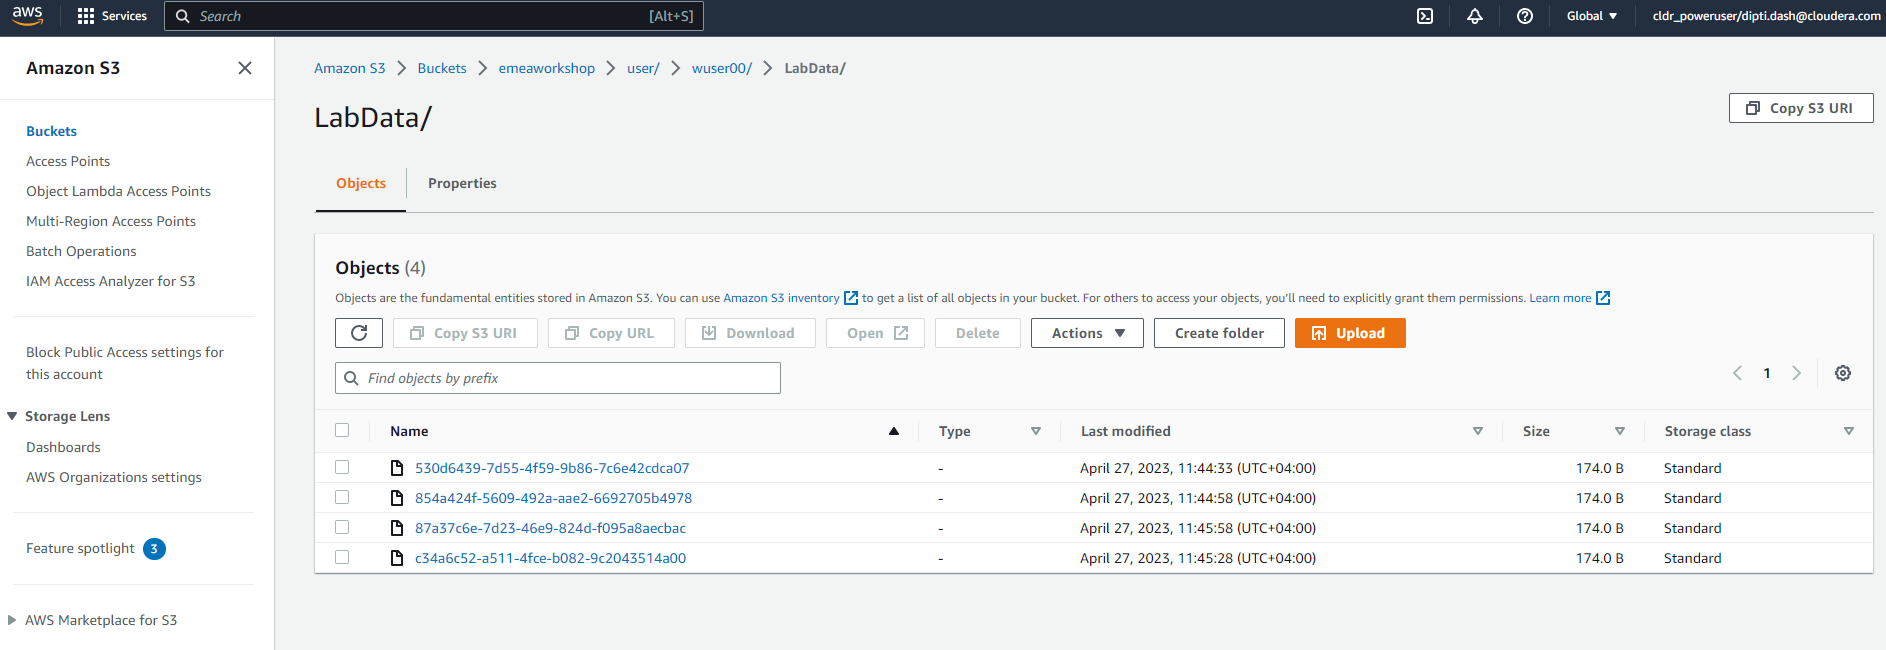 aws
Services
Search [Alt+S]
Global
cldr_poweruser/dipti.dash@cloudera.com
Amazon S3
Buckets
Access Points
Object Lambda Access Points
Multi-Region Access Points
Batch Operations
IAM Access Analyzer for S3
Block Public Access settings for
this account
Storage Lens
Dashboards
AWS Organizations settings
Feature spotlight 3
AWS Marketplace for S3
Amazon S3 > Buckets > emeaworkshop > user/ > wuser00/ > LabData/
LabData/
Copy S3 URI
Objects Properties
Objects (4)
Objects are the fundamental entities stored in Amazon S3. You can use Amazon S3 inventory to get a list of all objects in your bucket. For others to access your objects, you'll need to explicitly grant them permissions. Learn more
Copy S3 URI Copy URL Download Open Delete Actions Create folder Upload
Find objects by prefix
1
Name Type Last modified Size Storage class
530d6439-7d55-4f59-9b86-7c6e42cdca07 - April 27, 2023, 11:44:33 (UTC+04:00) 174.0 B Standard
854a424f-5609-492a-aae2-6692705b4978 - April 27, 2023, 11:44:58 (UTC+04:00) 174.0 B Standard
87a37c6e-7d23-46e9-824d-f095a8aecbac - April 27, 2023, 11:45:58 (UTC+04:00) 174.0 B Standard
c34a6c52-a511-4fce-b082-9c2043514a00 - April 27, 2023, 11:45:28 (UTC+04:00) 174.0 B Standard